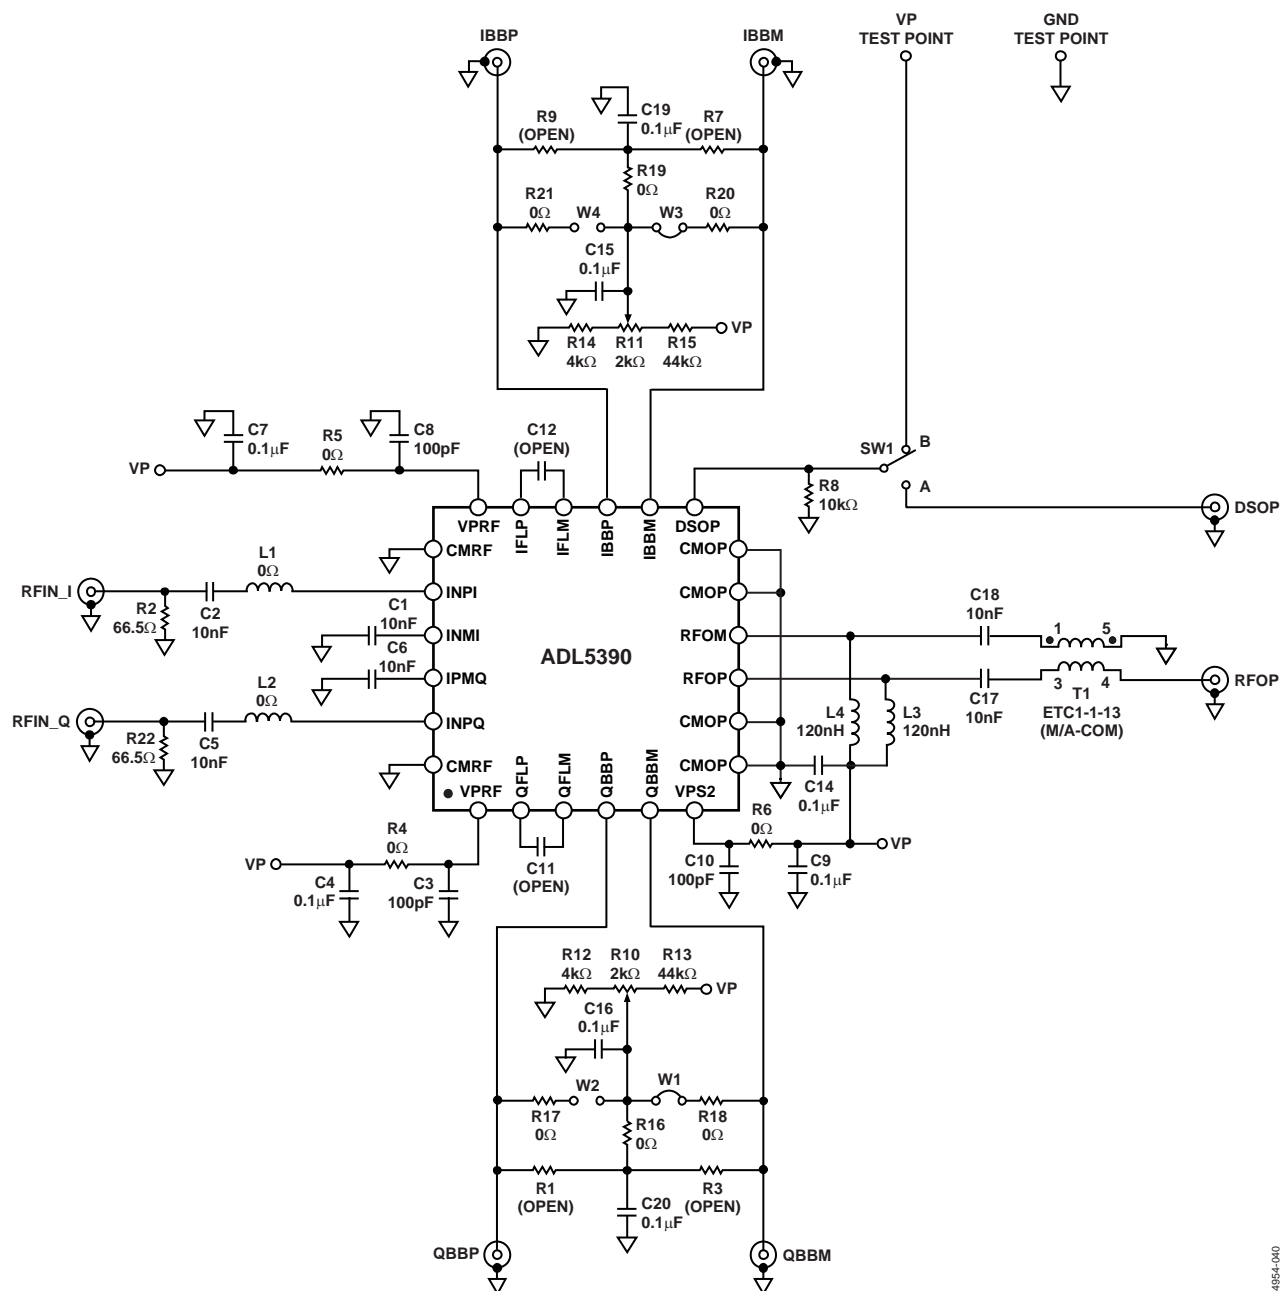 IBBP
IBBM
VP
TEST POINT
GND
TEST POINT
R9
(OPEN)
C19
0.1µF
R7
(OPEN)
R19
0Ω
R21
0Ω
W4
W3
R20
0Ω
C15
0.1µF
VP
R14
4kΩ
R11
2kΩ
R15
44kΩ
C7
0.1µF
R5
0Ω
C8
100pF
C12
(OPEN)
VP
SW1
B
A
R8
10kΩ
DSOP
VPRF
IFLP
IFLM
IBBP
IBBM
DSOP
CMRF
CMOP
L1
0Ω
RFIN_I
R2
66.5Ω
C2
10nF
INPI
CMOP
C1
10nF
INMI
RFOM
C18
10nF
1
5
C6
10nF
ADL5390
IPMQ
RFOP
C17
10nF
3
4
T1
ETC1-1-13
(M/A-COM)
RFOP
L2
0Ω
RFIN_Q
R22
66.5Ω
C5
10nF
INPQ
CMOP
L4
120nH
L3
120nH
CMRF
CMOP
C14
0.1µF
VPRF
QFLP
QFLM
QBBP
QBBM
VPS2
R6
0Ω
VP
R4
0Ω
VP
C4
0.1µF
C3
100pF
C11
(OPEN)
C10
100pF
C9
0.1µF
R12
4kΩ
R10
2kΩ
R13
44kΩ
VP
C16
0.1µF
W2
W1
R17
0Ω
R16
0Ω
R18
0Ω
R1
(OPEN)
C20
0.1µF
R3
(OPEN)
QBBP
QBBM
4954-040